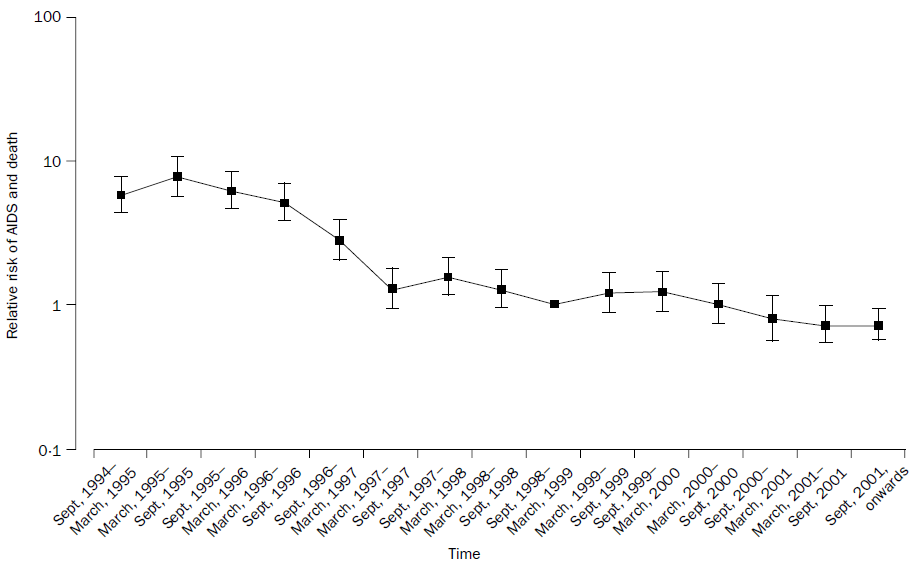 100
10
1
0·1
Relative risk of AIDS and death
Sept, 1994–
March, 1995
March, 1995–
Sept, 1995
Sept, 1995–
March, 1996
March, 1996–
Sept, 1996
Sept, 1996–
March, 1997
March, 1997–
Sept, 1997
Sept, 1997–
March, 1998
March, 1998–
Sept, 1998
Sept, 1998–
March, 1999
March, 1999–
Sept, 1999
Sept, 1999–
March, 2000
March, 2000–
Sept, 2000
Sept, 2000–
March, 2001
March, 2001–
Sept, 2001
Sept, 2001,
onwards
Time